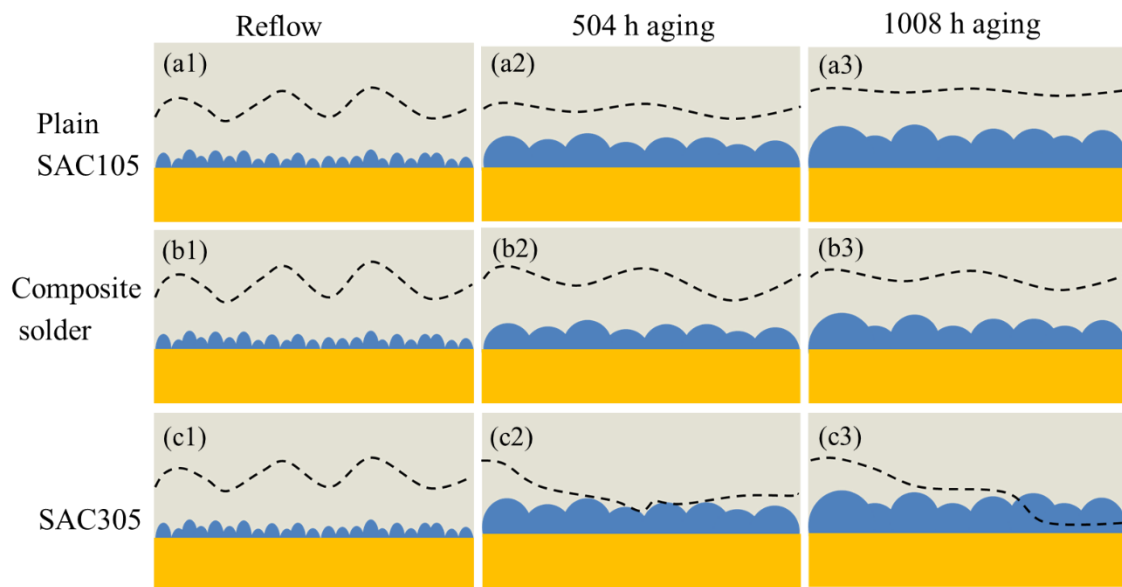 Reflow
504 h aging
1008 h aging
Plain
SAC105
(a1)
(a2)
(a3)
Composite
solder
(b1)
(b2)
(b3)
SAC305
(c1)
(c2)
(c3)